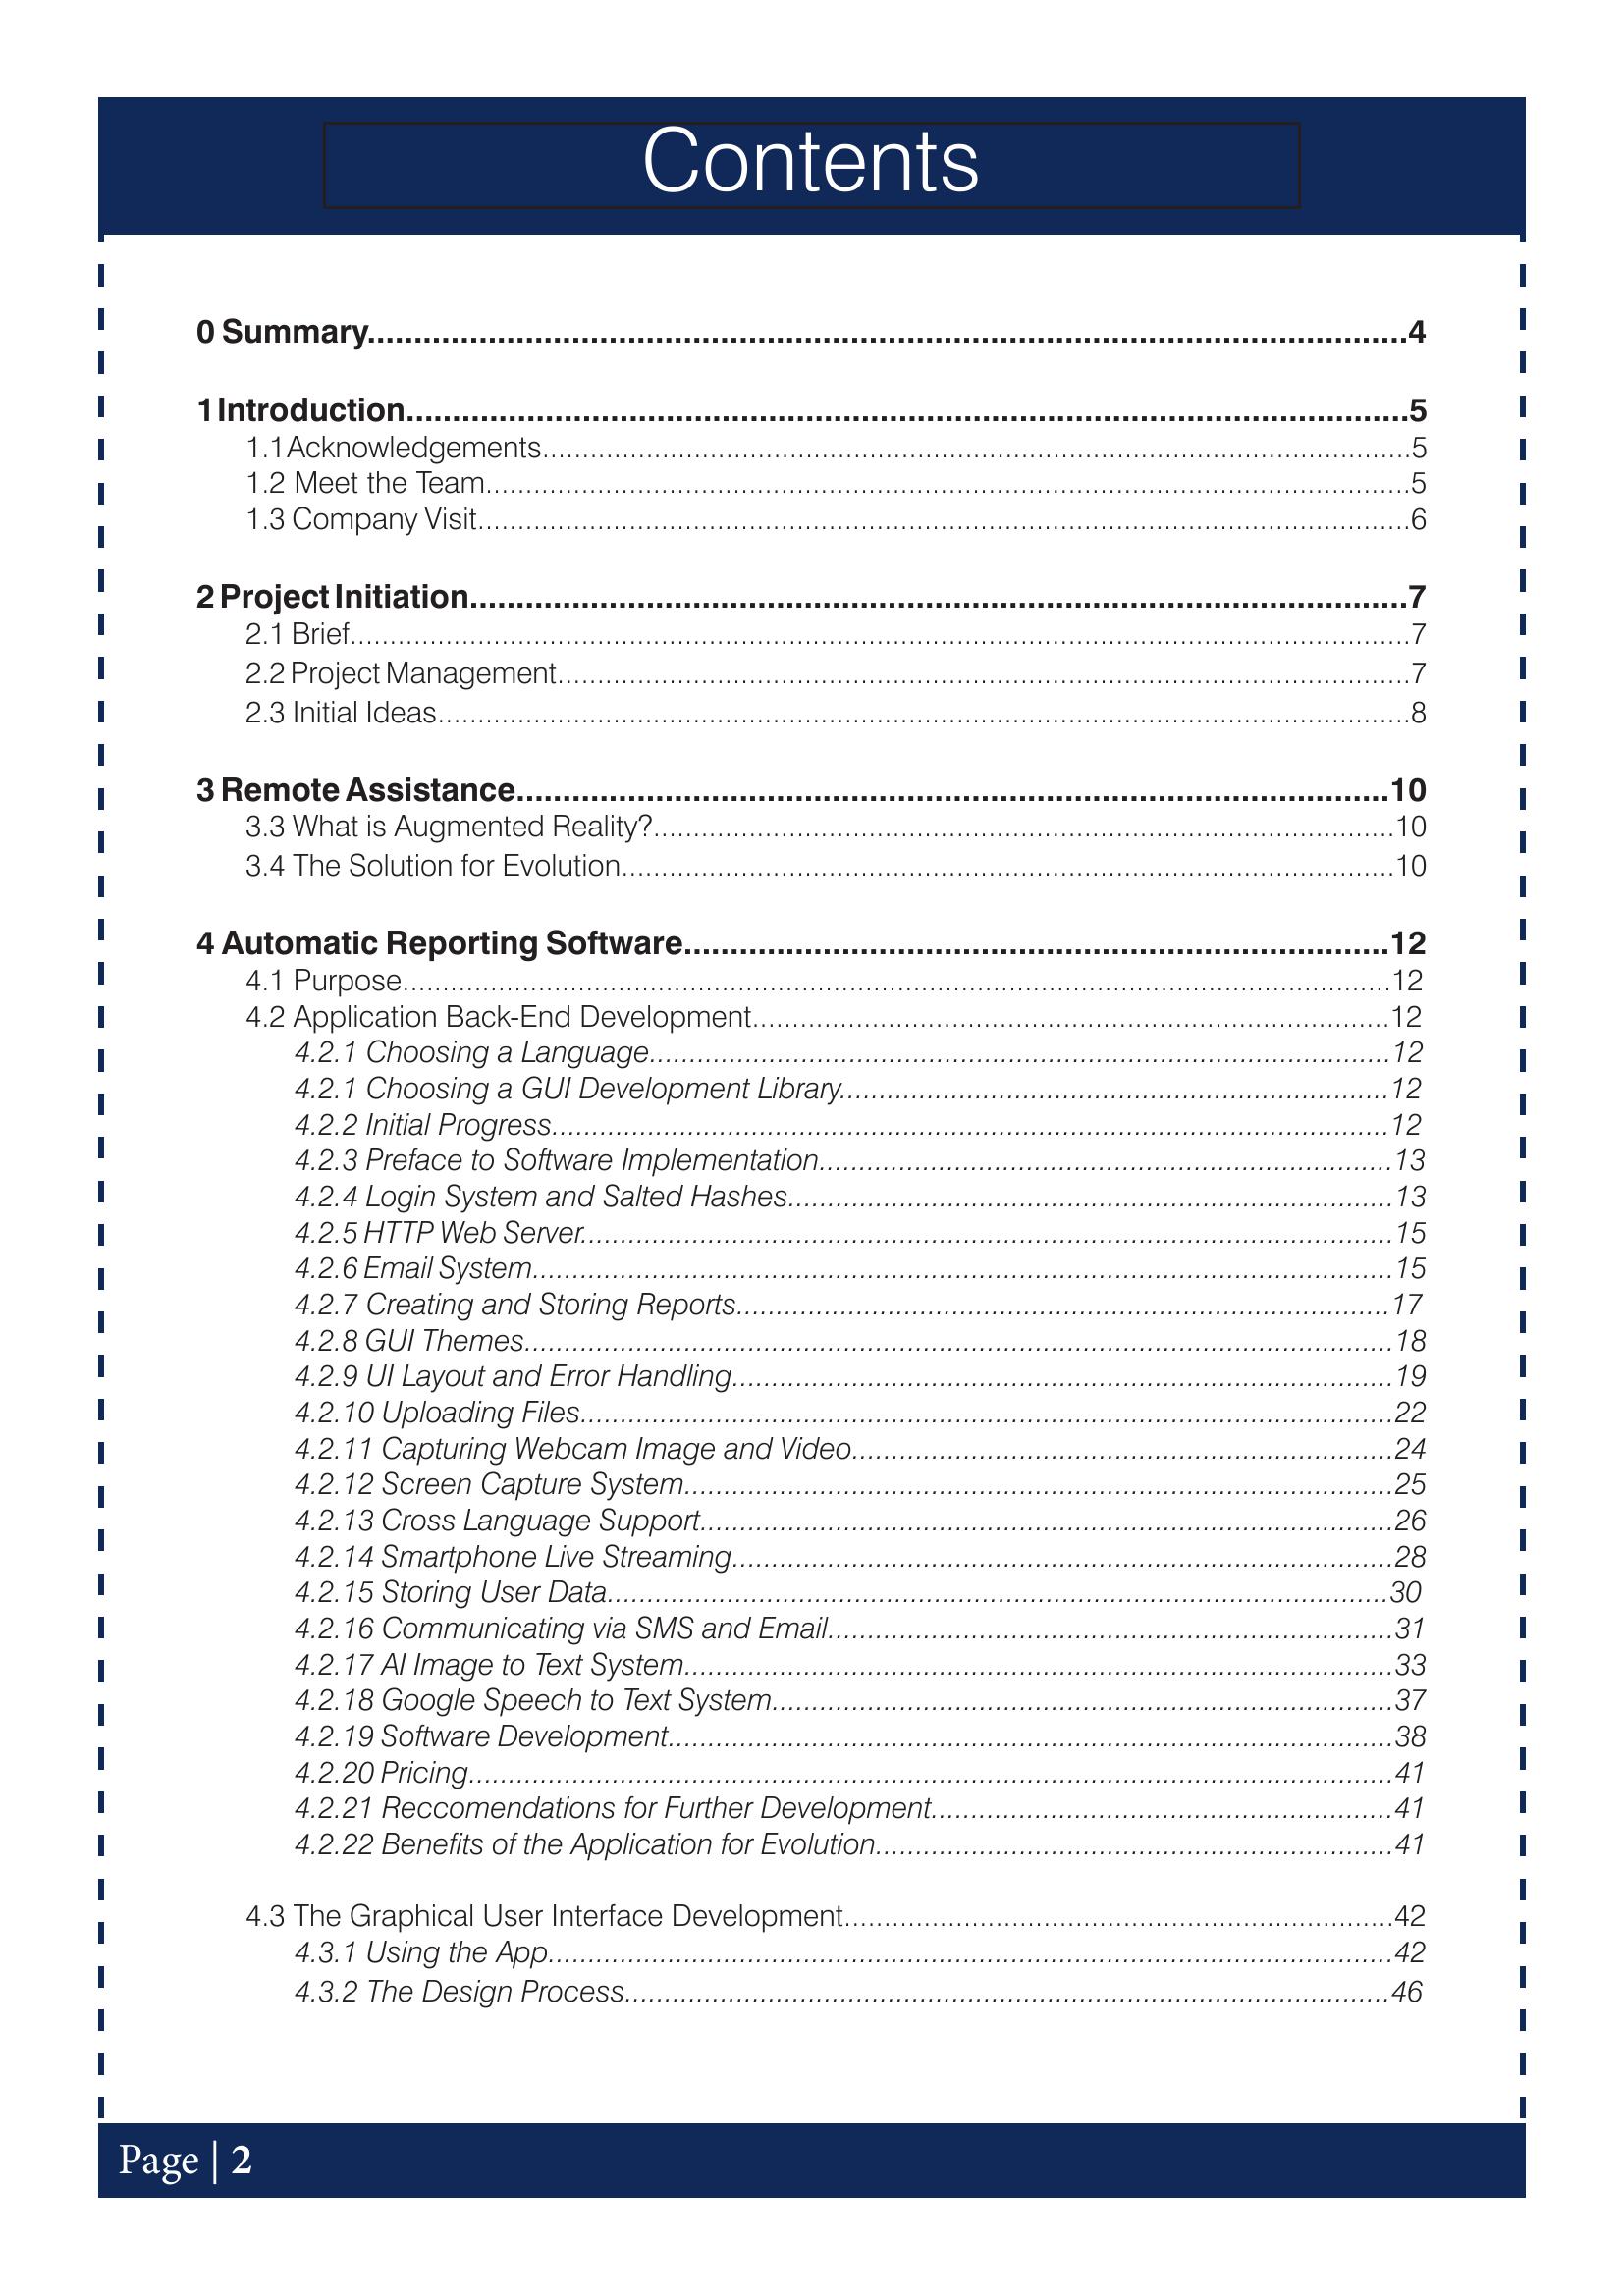 Contents
0 Summary....................4
1 Introduction....................5
1.1 Acknowledgements....................5
1.2 Meet the Team....................5
1.3 Company Visit....................6
2 Project Initiation....................7
2.1 Brief....................7
2.2 Project Management....................7
2.3 Initial Ideas....................8
3 Remote Assistance....................10
3.3 What is Augmented Reality?....................10
3.4 The Solution for Evolution....................10
4 Automatic Reporting Software....................12
4.1 Purpose....................12
4.2 Application Back-End Development....................12
4.2.1 Choosing a Language....................12
4.2.1 Choosing a GUI Development Library....................12
4.2.2 Initial Progress....................12
4.2.3 Preface to Software Implementation....................13
4.2.4 Login System and Salted Hashes....................13
4.2.5 HTTP Web Server....................15
4.2.6 Email System....................15
4.2.7 Creating and Storing Reports....................17
4.2.8 GUI Themes....................18
4.2.9 UI Layout and Error Handling....................19
4.2.10 Uploading Files....................22
4.2.11 Capturing Webcam Image and Video....................24
4.2.12 Screen Capture System....................25
4.2.13 Cross Language Support....................26
4.2.14 Smartphone Live Streaming....................28
4.2.15 Storing User Data....................30
4.2.16 Communicating via SMS and Email....................31
4.2.17 AI Image to Text System....................33
4.2.18 Google Speech to Text System....................37
4.2.19 Software Development....................38
4.2.20 Pricing....................41
4.2.21 Reccomendations for Further Development....................41
4.2.22 Benefits of the Application for Evolution....................41
4.3 The Graphical User Interface Development....................42
4.3.1 Using the App....................42
4.3.2 The Design Process....................46
Page | 2